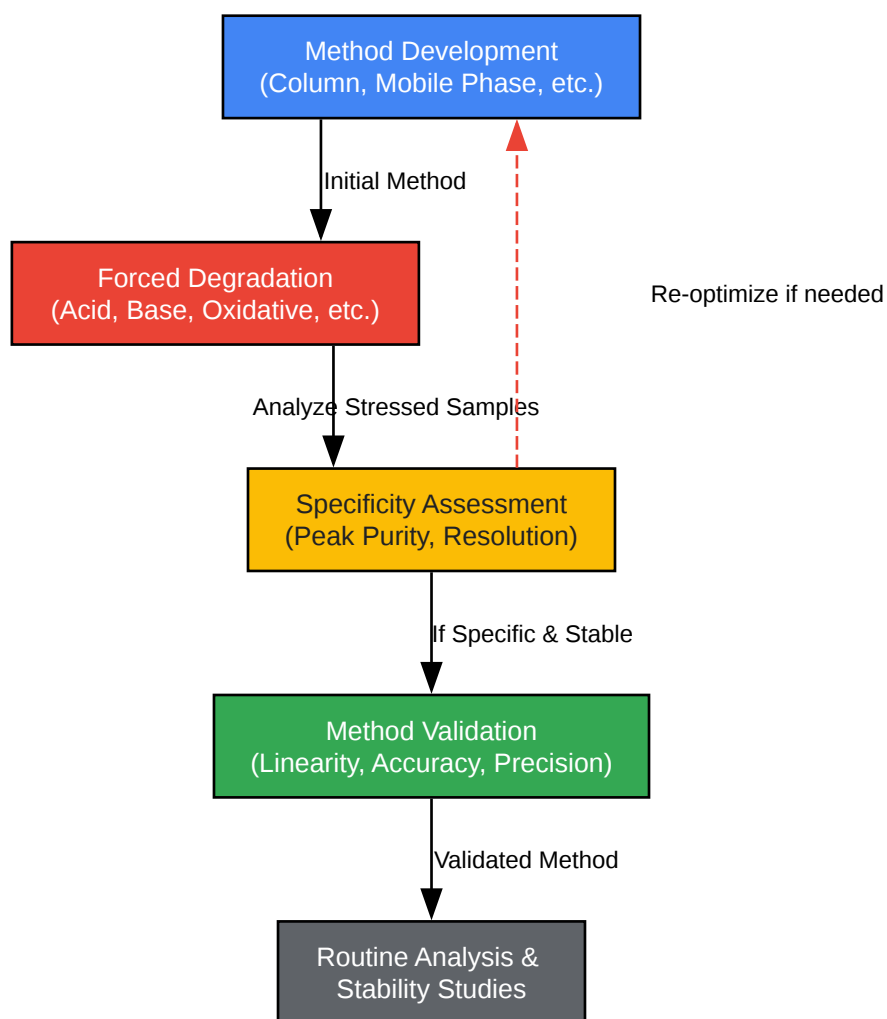 Method Development
(Column, Mobile Phase, etc.)
Initial Method
Forced Degradation
(Acid, Base, Oxidative, etc.)
Re-optimize if needed
Analyze Stressed Samples
Specificity Assessment
(Peak Purity, Resolution)
If Specific & Stable
Method Validation
(Linearity, Accuracy, Precision)
Validated Method
Routine Analysis &
Stability Studies